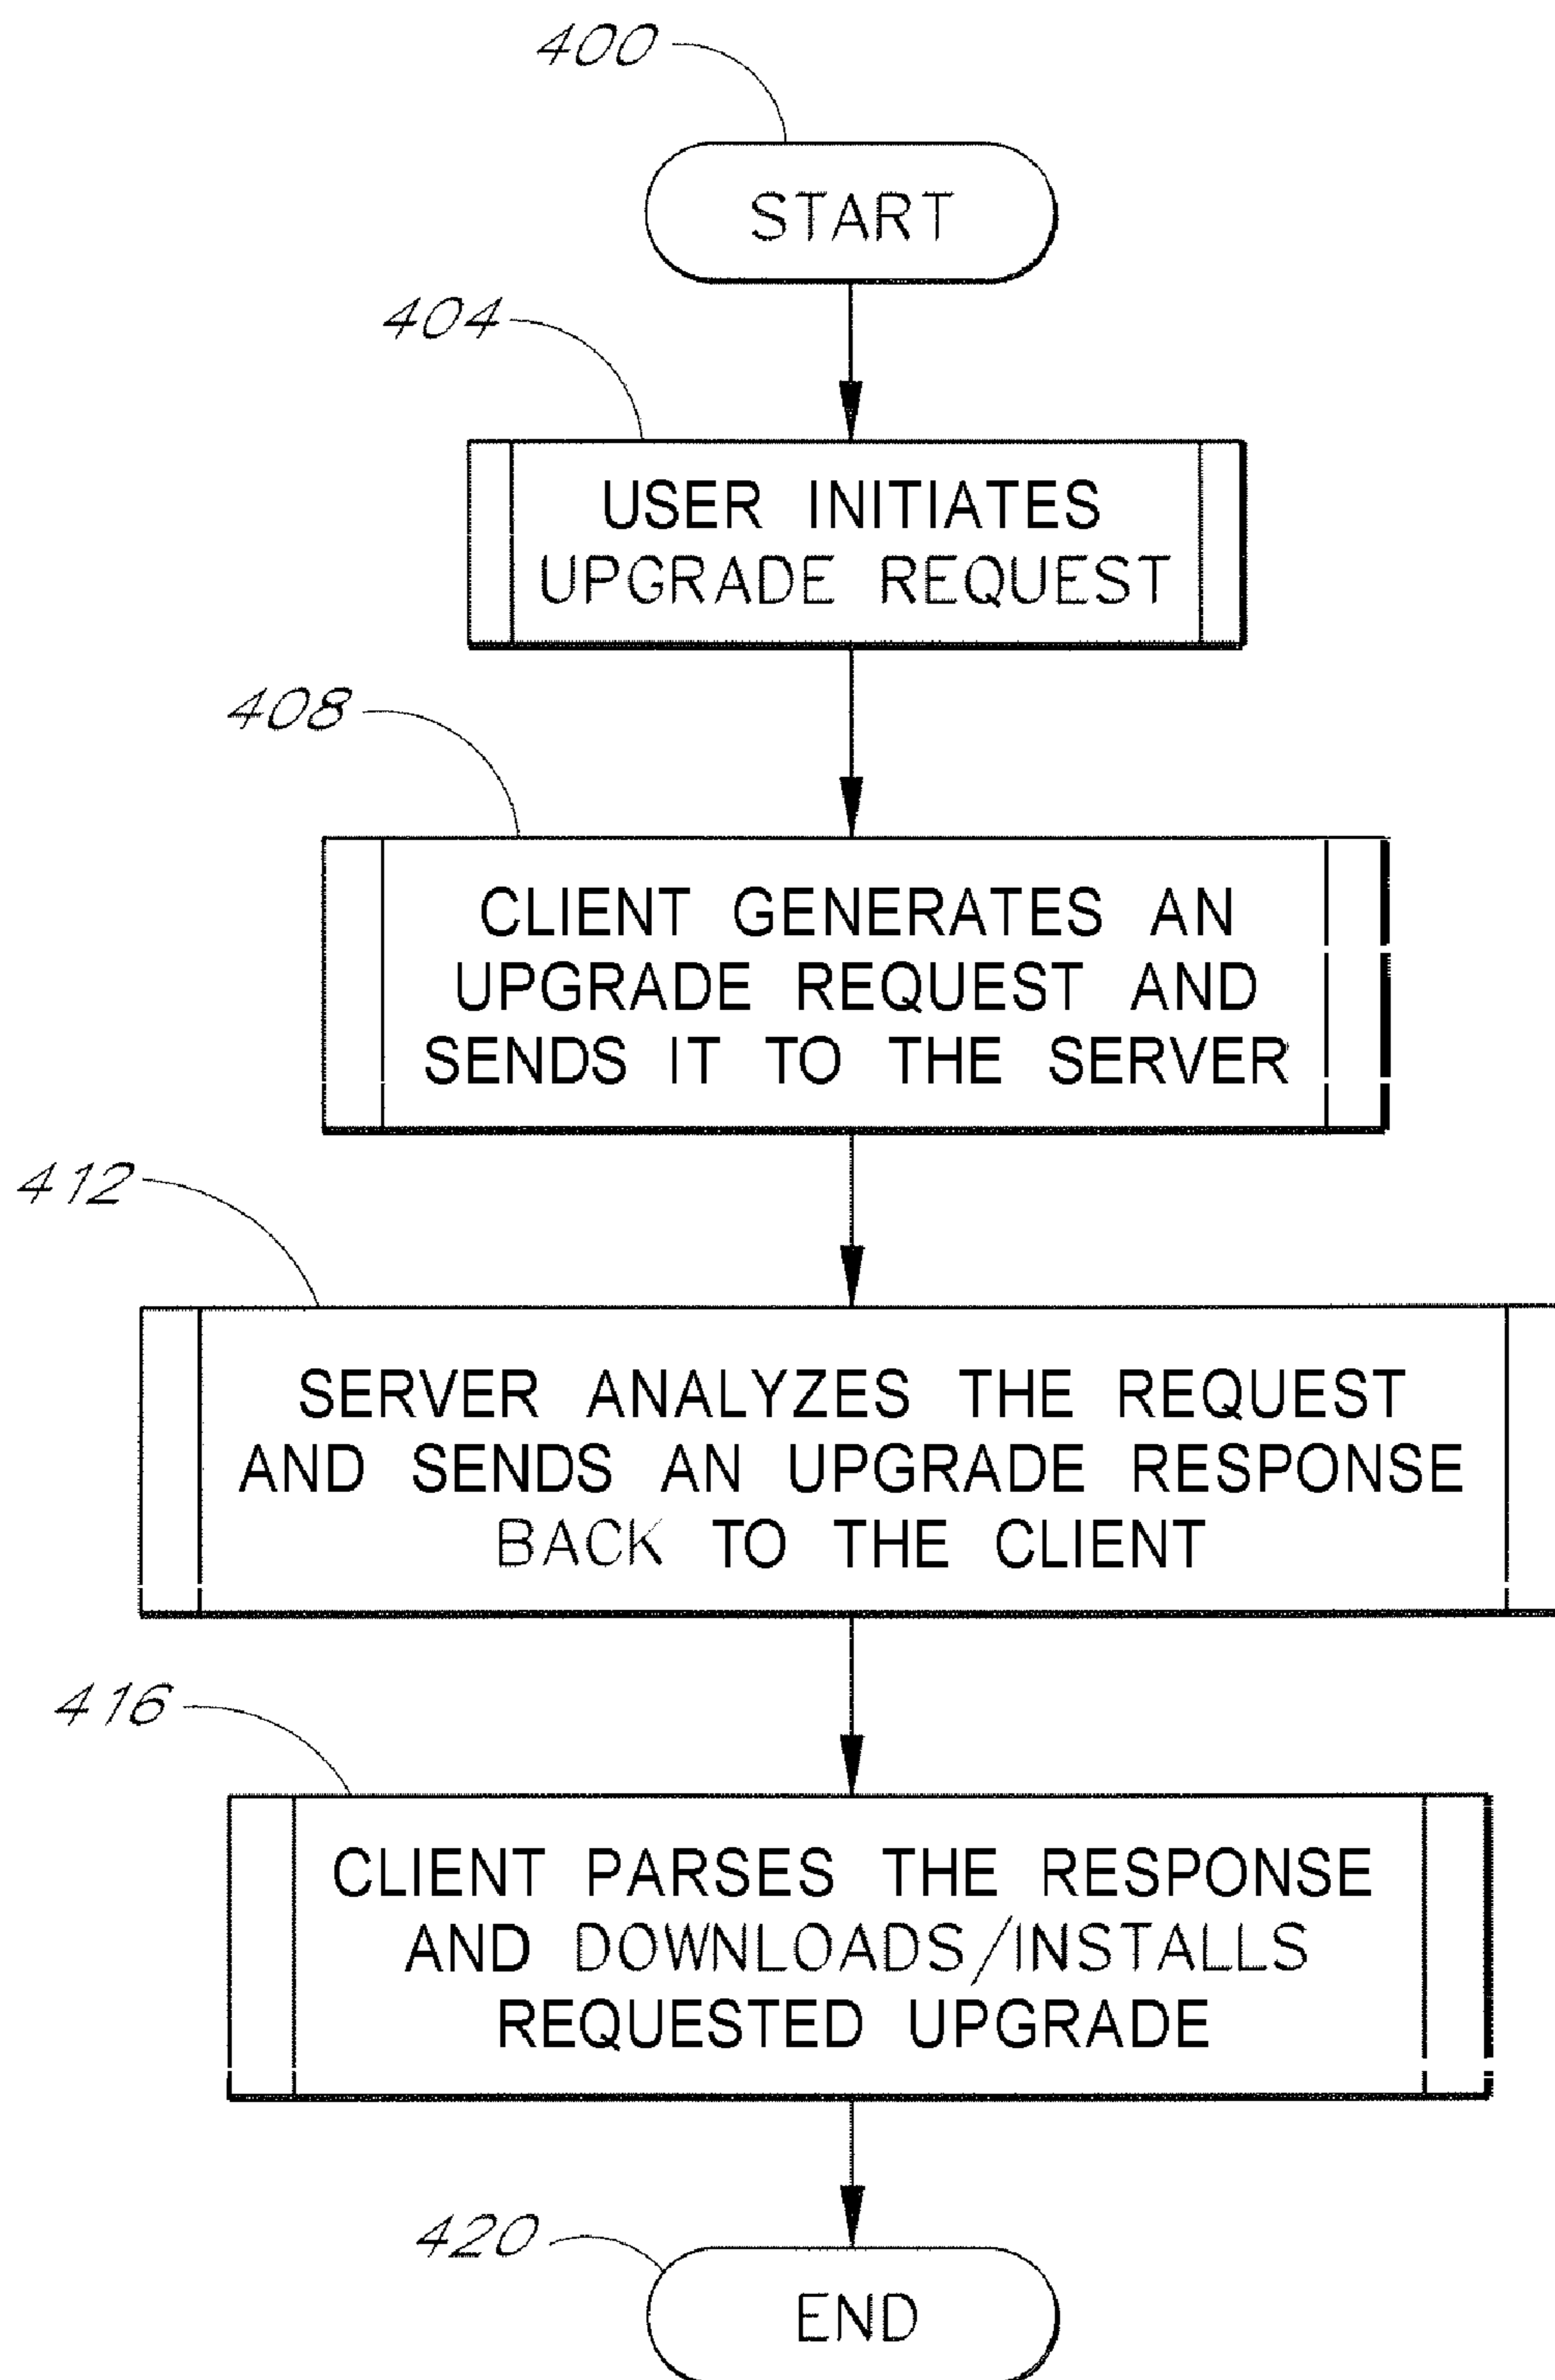 400
START
404
USER INITIATES
UPGRADE REQUEST
408
CLIENT GENERATES AN
UPGRADE REQUEST AND
SENDS IT TO THE SERVER
412
SERVER ANALYZES THE REQUEST
AND SENDS AN UPGRADE RESPONSE
BACK TO THE CLIENT
416
CLIENT PARSES THE RESPONSE
AND DOWNLOADS/INSTALLS
REQUESTED UPGRADE
420
END